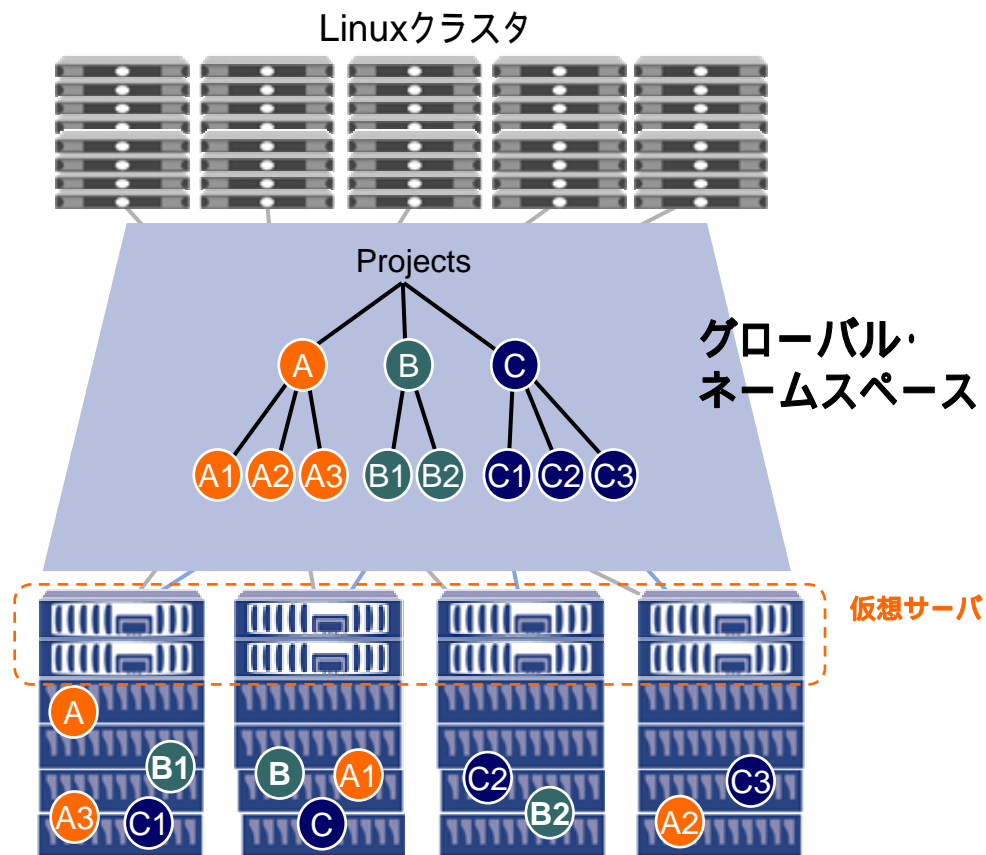 Linuxクラスタ
Projects
グローバル・
ネームスペース
A B C
A1 A2 A3 B1 B2 C1 C2 C3
仮想サーバ
A
B1
A3 C1
B A1
C
C2
B2
C3
A2